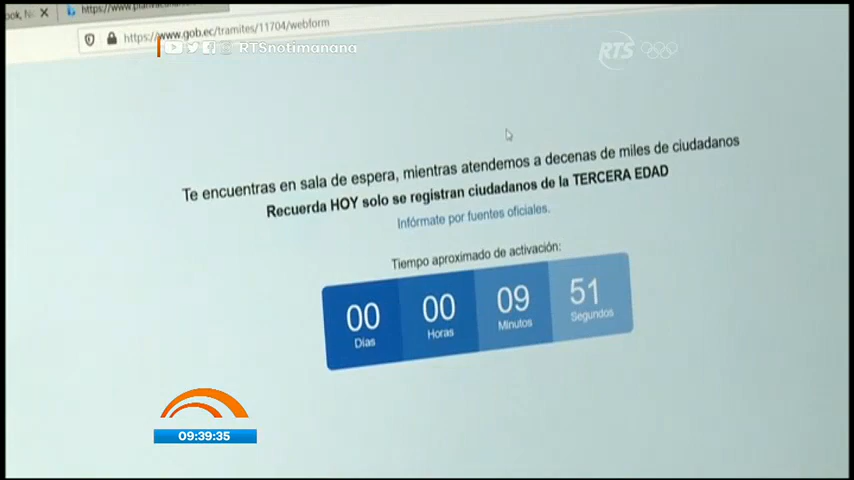 https://www.gob.ec/tramites/11704/webform
RTSnotimanana
RTS
Te encuentras en sala de espera, mientras atendemos a decenas de miles de ciudadanos
Recuerda HOY solo se registran ciudadanos de la TERCERA EDAD
Infórmate por fuentes oficiales.
Tiempo aproximado de activación:
00 00 09 51
Días Horas Minutos Segundos
09:39:35